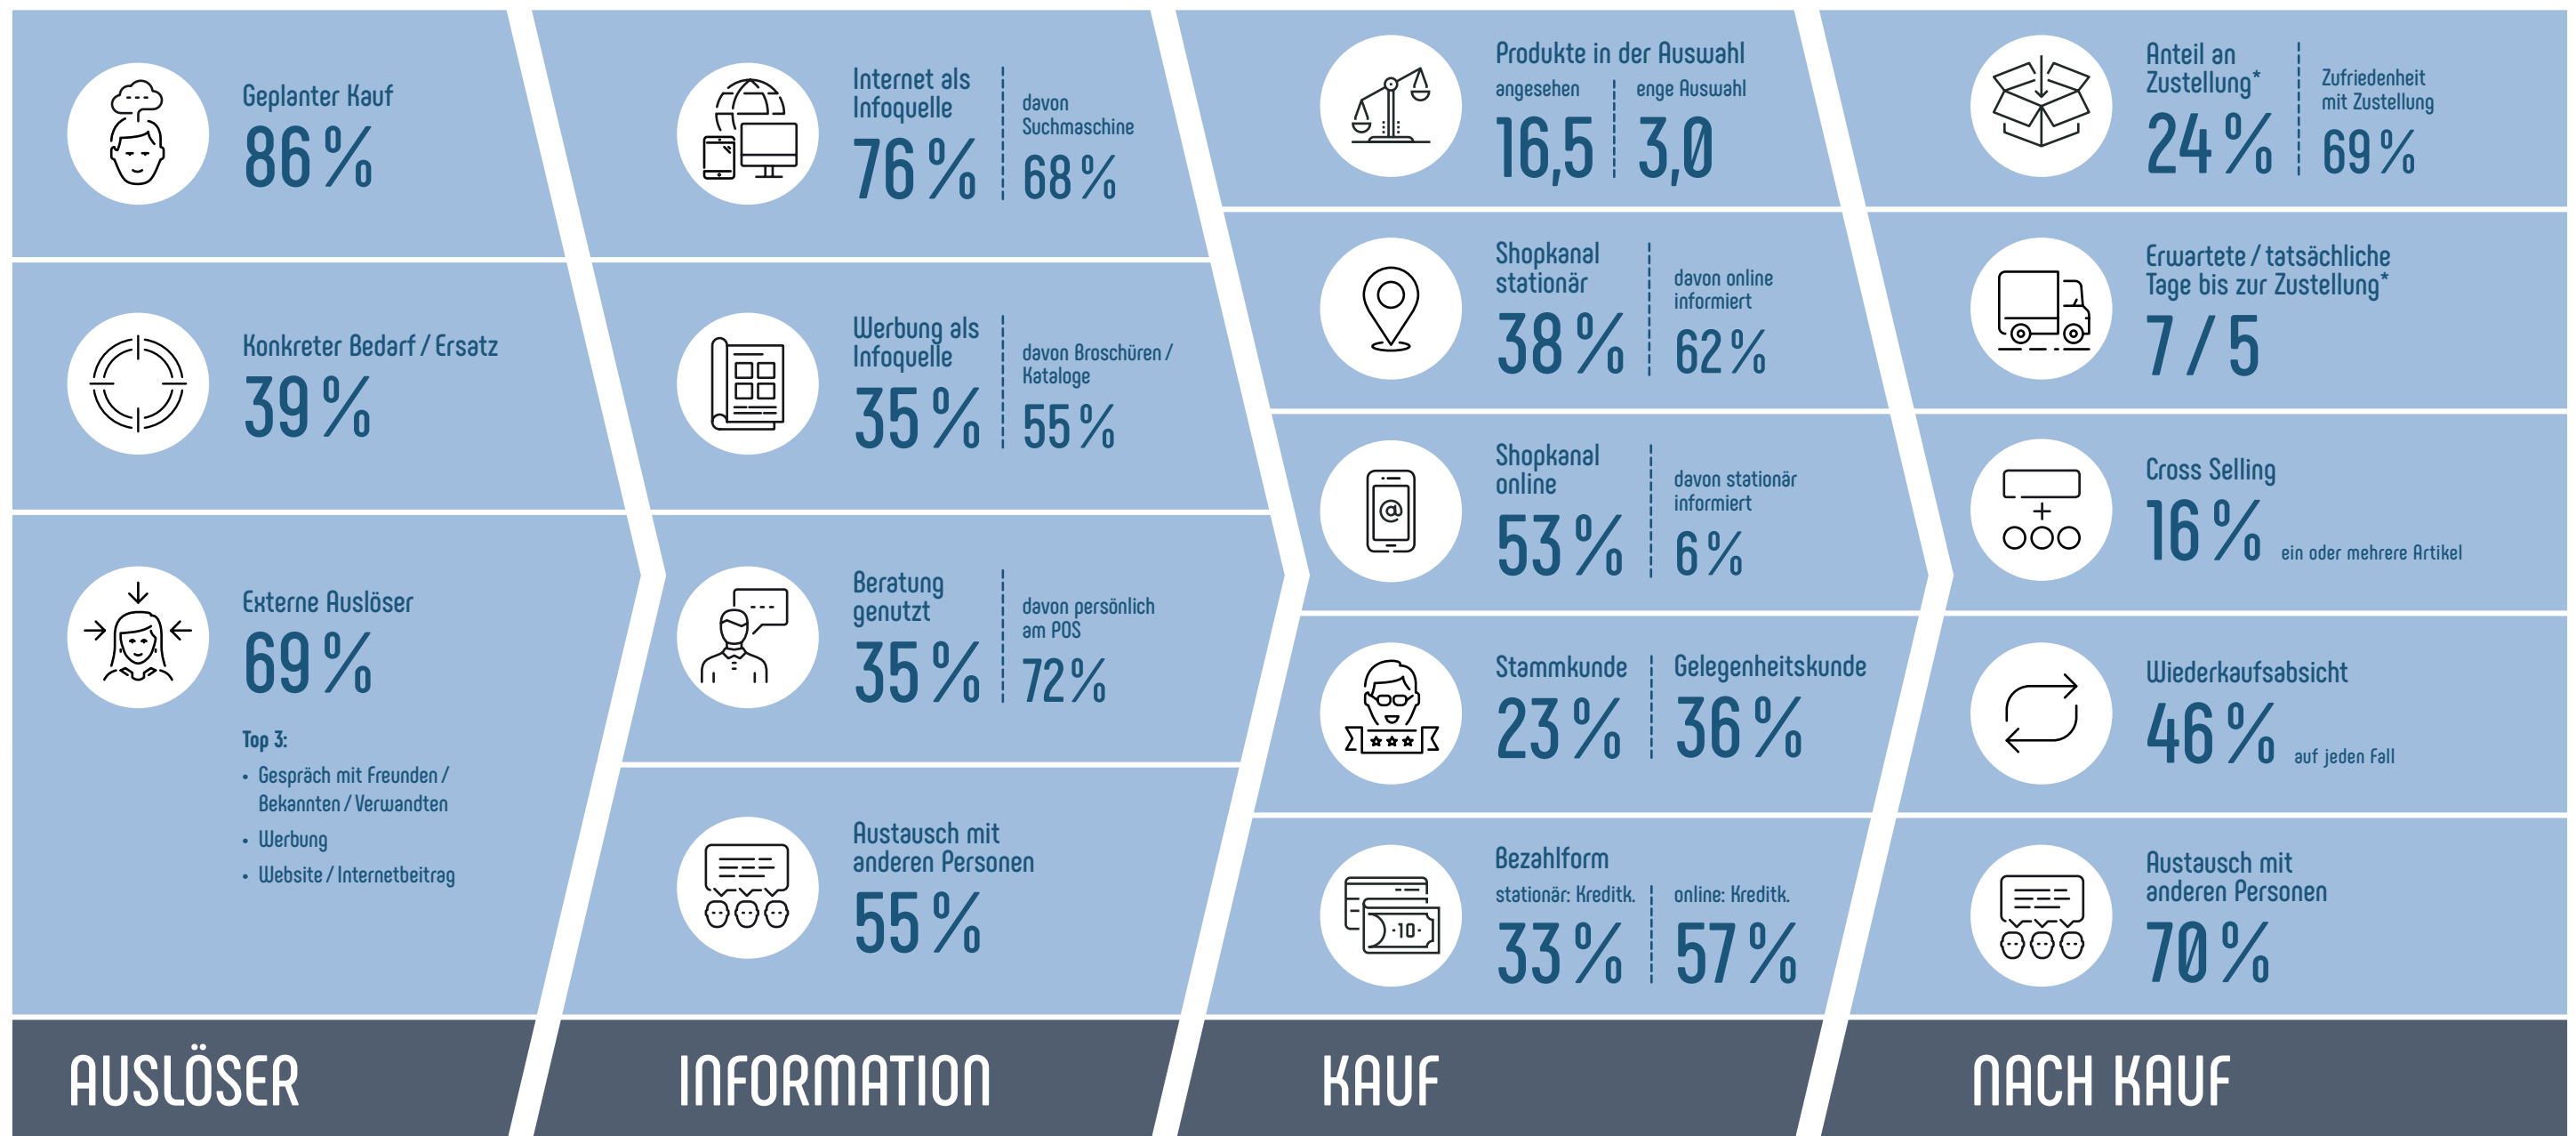 Geplanter Kauf
86 %
Konkreter Bedarf / Ersatz
39 %
Externe Auslöser
69 %
Top 3:
• Gespräch mit Freunden /
Bekannten / Verwandten
• Werbung
• Website / Internetbeitrag
AUSLÖSER
Internet als
Infoquelle
76 %
davon
Suchmaschine
68 %
Werbung als
Infoquelle
35 %
davon Broschüren /
Kataloge
55 %
Beratung
genutzt
35 %
davon persönlich
am POS
72 %
Austausch mit
anderen Personen
55 %
INFORMATION
Produkte in der Auswahl
angesehen
16,5
enge Auswahl
3,0
Shopkanal
stationär
38 %
davon online
informiert
62 %
@
Shopkanal
online
53 %
davon stationär
informiert
6 %
Stammkunde
23 %
Gelegenheitskunde
36 %
·10·
Bezahlform
stationär: Kreditk.
33 %
online: Kreditk.
57 %
KAUF
Anteil an
Zustellung*
24 %
Zufriedenheit
mit Zustellung
69 %
Erwartete / tatsächliche
Tage bis zur Zustellung*
7 / 5
Cross Selling
16 % ein oder mehrere Artikel
Wiederkaufsabsicht
46 % auf jeden Fall
Austausch mit
anderen Personen
70 %
NACH KAUF